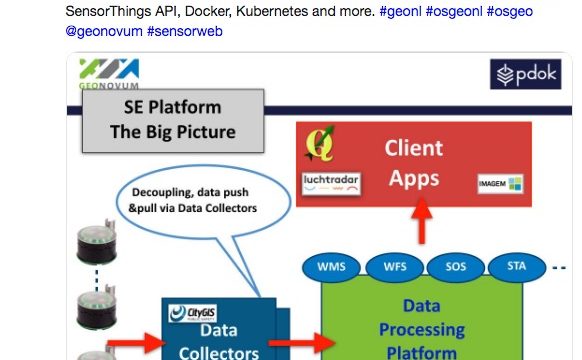 SensorThings API, Docker, Kubernetes and more. #geonl #osgeonl #osgeo
@geonovum #sensorweb
GEONOVUM
pdok
SE Platform
The Big Picture
Client
Apps
luchtradar
IMAGEM
Decoupling, data push
&pull via Data Collectors
WMS
WFS
SOS
STA
CityGIS
Data
Collectors
Data
Processing
Platform